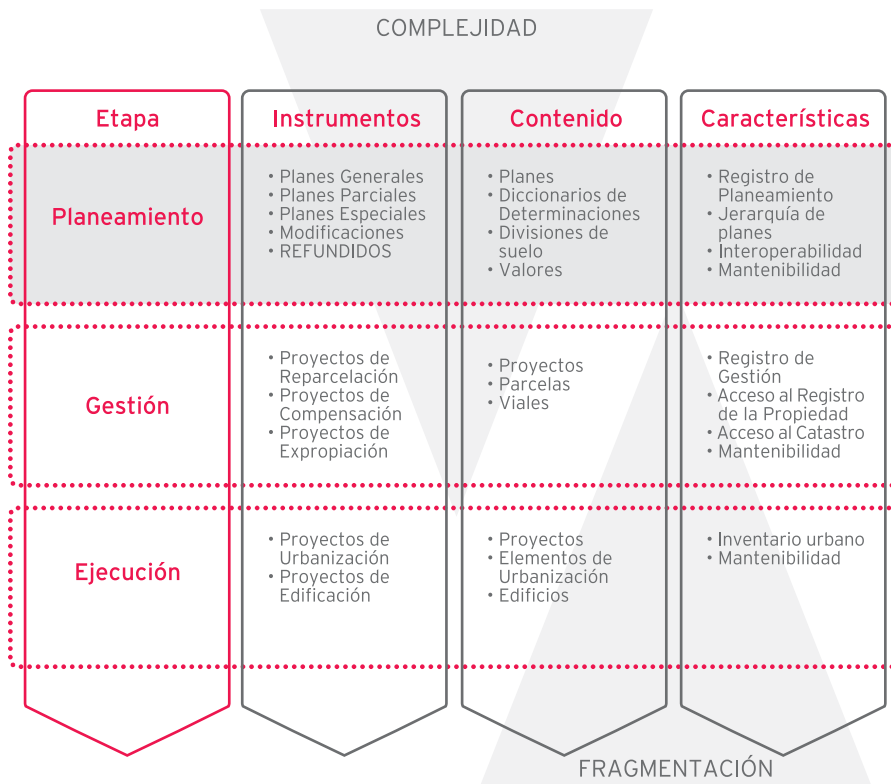 COMPLEJIDAD
Etapa
Instrumentos
Contenido
Características
Planeamiento
• Planes Generales
• Planes Parciales
• Planes Especiales
• Modificaciones
• REFUNDIDOS
• Planes
• Diccionarios de
Determinaciones
• Divisiones de
suelo
• Valores
• Registro de
Planeamiento
• Jerarquía de
planes
• Interoperabilidad
• Mantenibilidad
Gestión
• Proyectos de
Reparcelación
• Proyectos de
Compensación
• Proyectos de
Expropiación
• Proyectos
• Parcelas
• Viales
• Registro de
Gestión
• Acceso al Registro
de la Propiedad
• Acceso al Catastro
• Mantenibilidad
Ejecución
• Proyectos de
Urbanización
• Proyectos de
Edificación
• Proyectos
• Elementos de
Urbanización
• Edificios
• Inventario urbano
• Mantenibilidad
FRAGMENTACIÓN